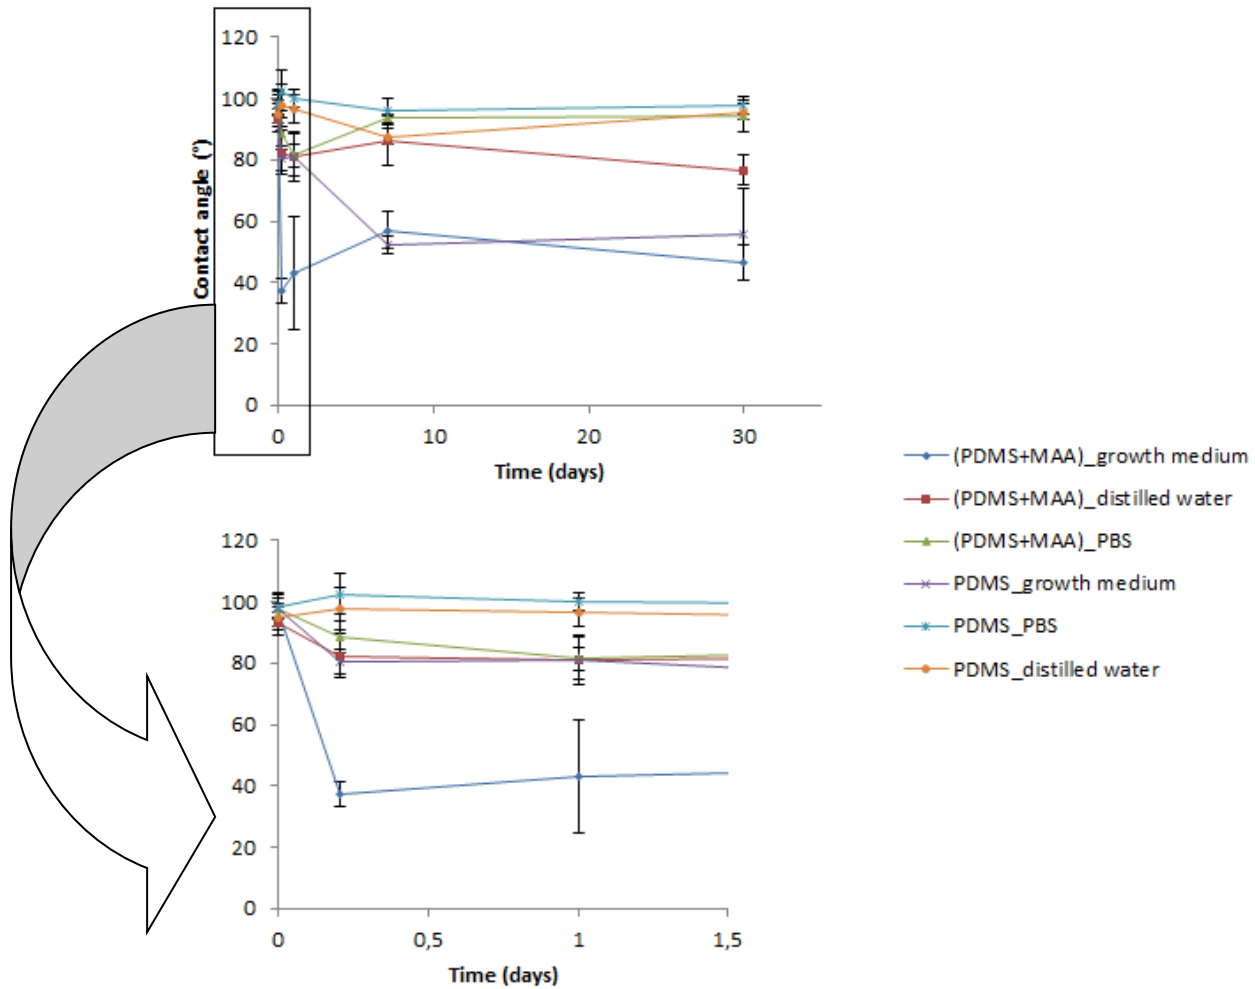 120
100
80
60
40
20
0
Contact angle (°)
0 10 20 30
Time (days)
(PDMS+MAA)_growth medium
(PDMS+MAA)_distilled water
(PDMS+MAA)_PBS
PDMS_growth medium
PDMS_PBS
PDMS_distilled water
120
100
80
60
40
20
0
0 0,5 1 1,5
Time (days)